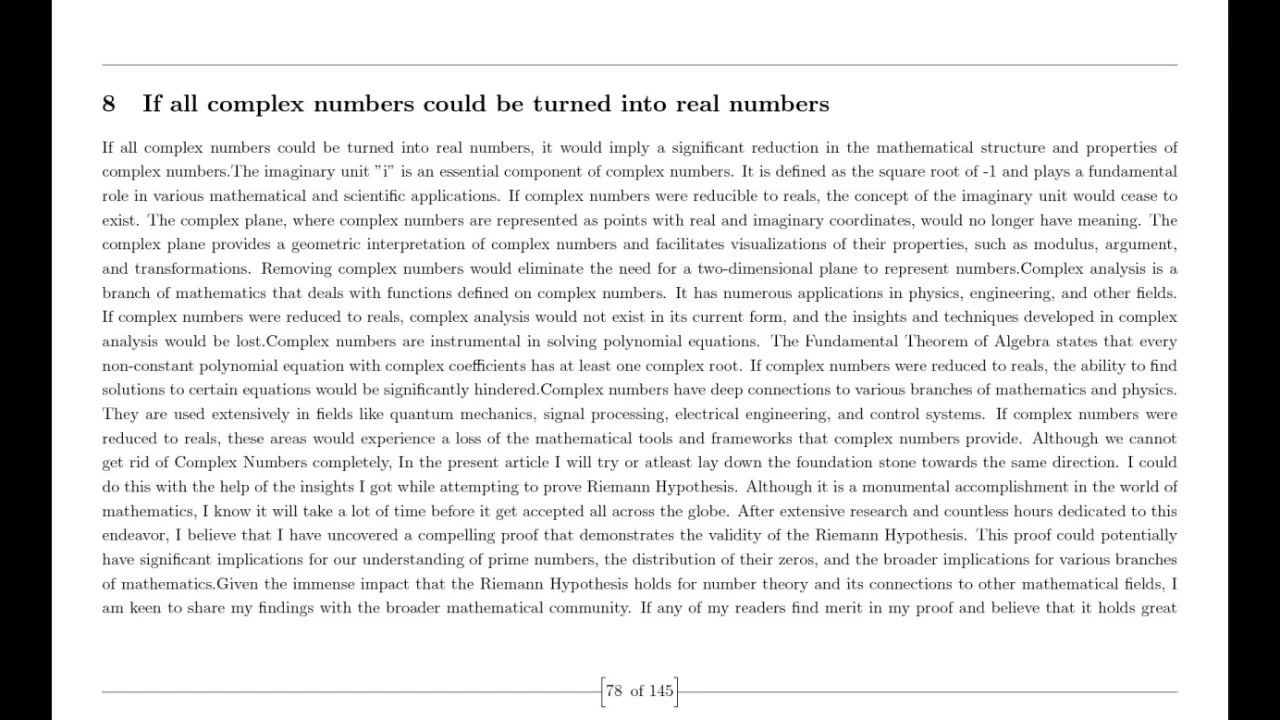 8 If all complex numbers could be turned into real numbers
If all complex numbers could be turned into real numbers, it would imply a significant reduction in the mathematical structure and properties of
complex numbers.The imaginary unit "i" is an essential component of complex numbers. It is defined as the square root of -1 and plays a fundamental
role in various mathematical and scientific applications. If complex numbers were reducible to reals, the concept of the imaginary unit would cease to
exist. The complex plane, where complex numbers are represented as points with real and imaginary coordinates, would no longer have meaning. The
complex plane provides a geometric interpretation of complex numbers and facilitates visualizations of their properties, such as modulus, argument,
and transformations. Removing complex numbers would eliminate the need for a two-dimensional plane to represent numbers.Complex analysis is a
branch of mathematics that deals with functions defined on complex numbers. It has numerous applications in physics, engineering, and other fields.
If complex numbers were reduced to reals, complex analysis would not exist in its current form, and the insights and techniques developed in complex
analysis would be lost.Complex numbers are instrumental in solving polynomial equations. The Fundamental Theorem of Algebra states that every
non-constant polynomial equation with complex coefficients has at least one complex root. If complex numbers were reduced to reals, the ability to find
solutions to certain equations would be significantly hindered.Complex numbers have deep connections to various branches of mathematics and physics.
They are used extensively in fields like quantum mechanics, signal processing, electrical engineering, and control systems. If complex numbers were
reduced to reals, these areas would experience a loss of the mathematical tools and frameworks that complex numbers provide. Although we cannot
get rid of Complex Numbers completely, In the present article I will try or atleast lay down the foundation stone towards the same direction. I could
do this with the help of the insights I got while attempting to prove Riemann Hypothesis. Although it is a monumental accomplishment in the world of
mathematics, I know it will take a lot of time before it get accepted all across the globe. After extensive research and countless hours dedicated to this
endeavor, I believe that I have uncovered a compelling proof that demonstrates the validity of the Riemann Hypothesis. This proof could potentially
have significant implications for our understanding of prime numbers, the distribution of their zeros, and the broader implications for various branches
of mathematics.Given the immense impact that the Riemann Hypothesis holds for number theory and its connections to other mathematical fields, I
am keen to share my findings with the broader mathematical community. If any of my readers find merit in my proof and believe that it holds great
78 of 145